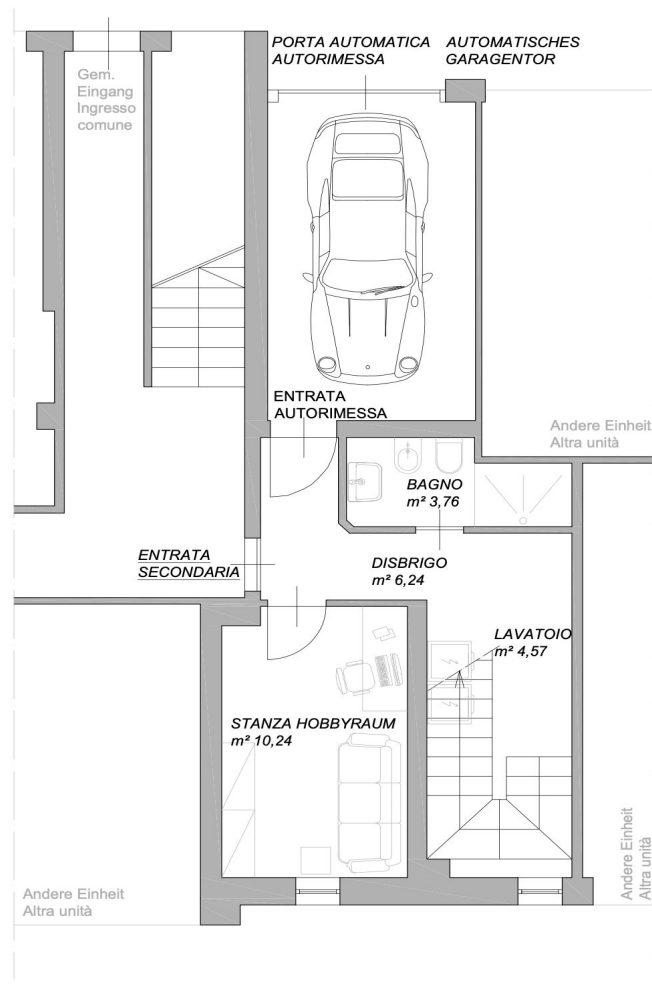 PORTA AUTOMATICA
AUTORIMESSA
AUTOMATISCHES
GARAGENTOR
Gem.
Eingang
Ingresso
comune
ENTRATA
AUTORIMESSA
Andere Einheit
Altra unità
BAGNO
m² 3,76
ENTRATA
SECONDARIA
DISBRIGO
m² 6,24
LAVATOIO
m² 4,57
STANZA HOBBYRAUM
m² 10,24
Andere Einheit
Altra unità
Andere Einheit
Altra unità